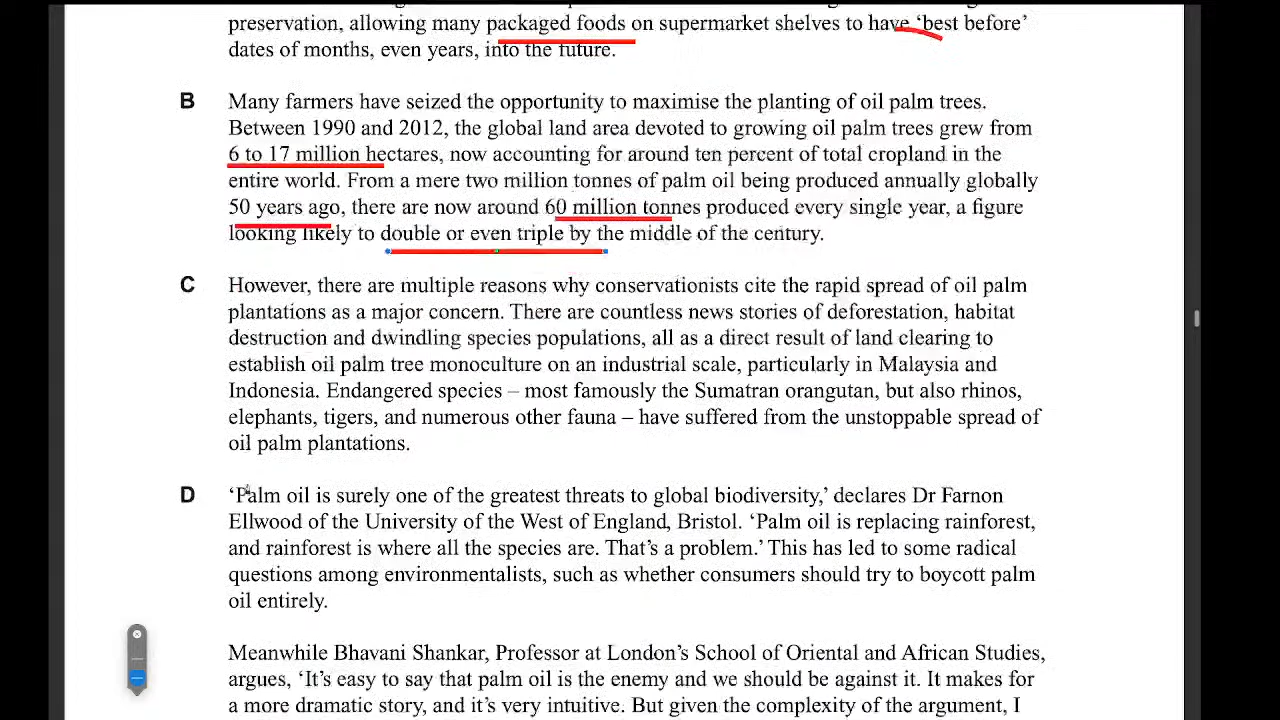 preservation, allowing many packaged foods on supermarket shelves to have ‘best before’
dates of months, even years, into the future.
B Many farmers have seized the opportunity to maximise the planting of oil palm trees.
Between 1990 and 2012, the global land area devoted to growing oil palm trees grew from
6 to 17 million hectares, now accounting for around ten percent of total cropland in the
entire world. From a mere two million tonnes of palm oil being produced annually globally
50 years ago, there are now around 60 million tonnes produced every single year, a figure
looking likely to double or even triple by the middle of the century.
C However, there are multiple reasons why conservationists cite the rapid spread of oil palm
plantations as a major concern. There are countless news stories of deforestation, habitat
destruction and dwindling species populations, all as a direct result of land clearing to
establish oil palm tree monoculture on an industrial scale, particularly in Malaysia and
Indonesia. Endangered species – most famously the Sumatran orangutan, but also rhinos,
elephants, tigers, and numerous other fauna – have suffered from the unstoppable spread of
oil palm plantations.
D ‘Palm oil is surely one of the greatest threats to global biodiversity,’ declares Dr Farnon
Ellwood of the University of the West of England, Bristol. ‘Palm oil is replacing rainforest,
and rainforest is where all the species are. That’s a problem.’ This has led to some radical
questions among environmentalists, such as whether consumers should try to boycott palm
oil entirely.
Meanwhile Bhavani Shankar, Professor at London’s School of Oriental and African Studies,
argues, ‘It’s easy to say that palm oil is the enemy and we should be against it. It makes for
a more dramatic story, and it’s very intuitive. But given the complexity of the argument, I